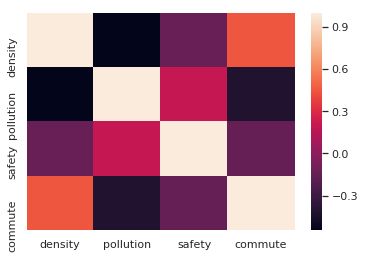 density
pollution
safety
commute
density pollution safety commute
0.9
0.6
0.3
0.0
−0.3